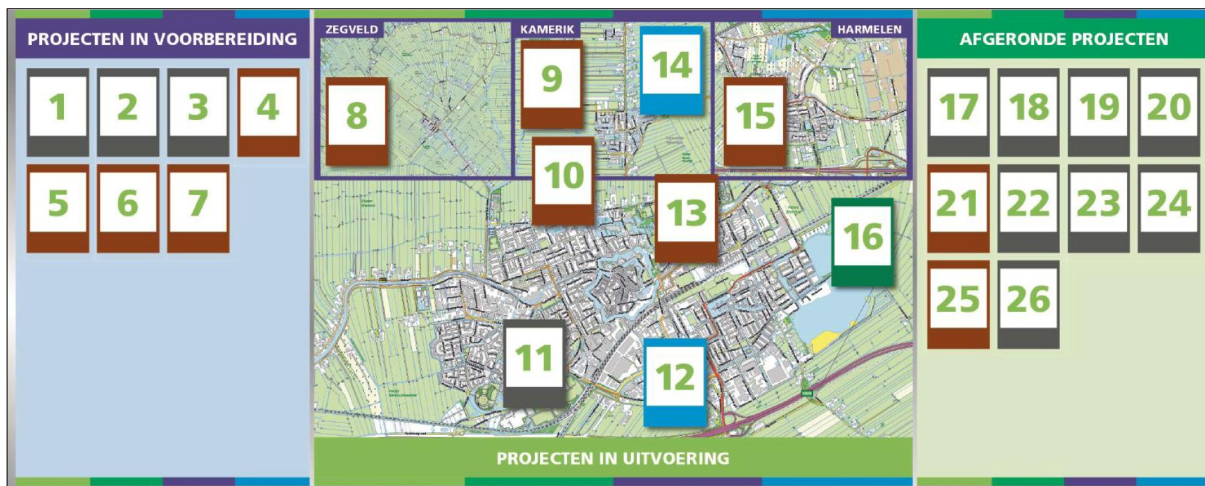 PROJECTEN IN VOORBEREIDING
1 2 3 4
5 6 7
ZEGVELD
KAMERIK
HARMELEN
8
9
14
15
10
13
16
11
12
PROJECTEN IN UITVOERING
AFGERONDE PROJECTEN
17 18 19 20
21 22 23 24
25 26